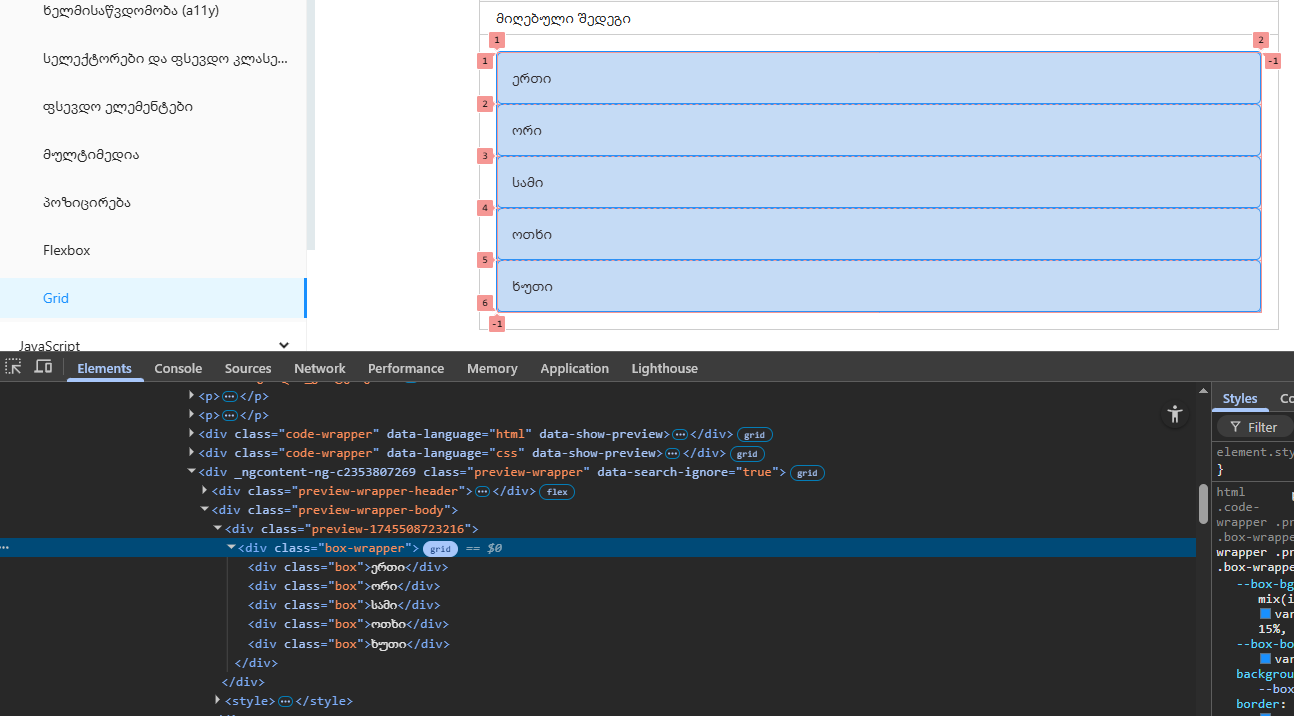 ხელმისაწვდომობა (a11y)
სელექტორები და ფსევდო კლასე...
ფსევდო ელემენტები
მულტიმედია
პოზიცირება
Flexbox
Grid
JavaScript
მიღებული შედეგი
1
2
1
-1
ერთი
2
ორი
3
სამი
4
ოთხი
5
ხუთი
6
-1
Elements Console Sources Network Performance Memory Application Lighthouse
<p>…</p>
<p>…</p>
<div class="code-wrapper" data-language="html" data-show-preview>…</div> grid
<div class="code-wrapper" data-language="css" data-show-preview>…</div> grid
<div _ngcontent-ng-c2353807269 class="preview-wrapper" data-search-ignore="true"> grid
<div class="preview-wrapper-header">…</div> flex
<div class="preview-wrapper-body">
<div class="preview-1745508723216">
… <div class="box-wrapper"> grid == $0
<div class="box">ერთი</div>
<div class="box">ორი</div>
<div class="box">სამი</div>
<div class="box">ოთხი</div>
<div class="box">ხუთი</div>
</div>
</div>
<style>…</style>
Styles Co
Filter
element.sty
}
html
.code-
wrapper .pr
.box-wrappe
wrapper .pr
.box-wrappe
--box-bg
mix(i
var
15%,
--box-bo
var
backgrou
--box
border: